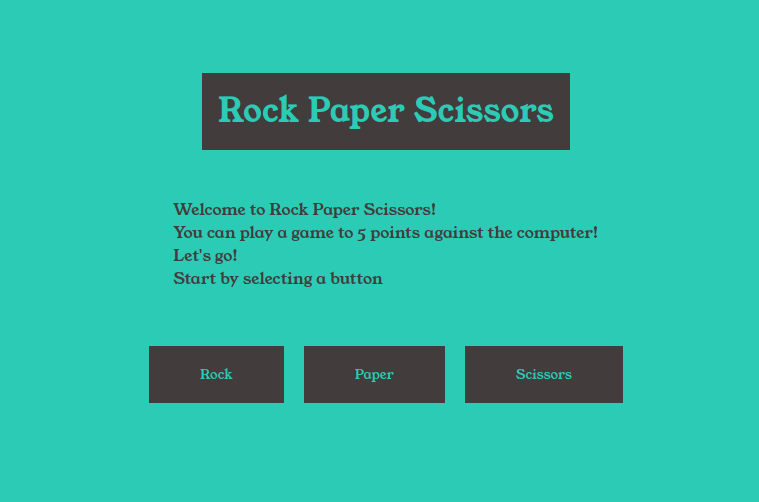 Rock Paper Scissors
Welcome to Rock Paper Scissors!
You can play a game to 5 points against the computer!
Let's go!
Start by selecting a button
Rock
Paper
Scissors